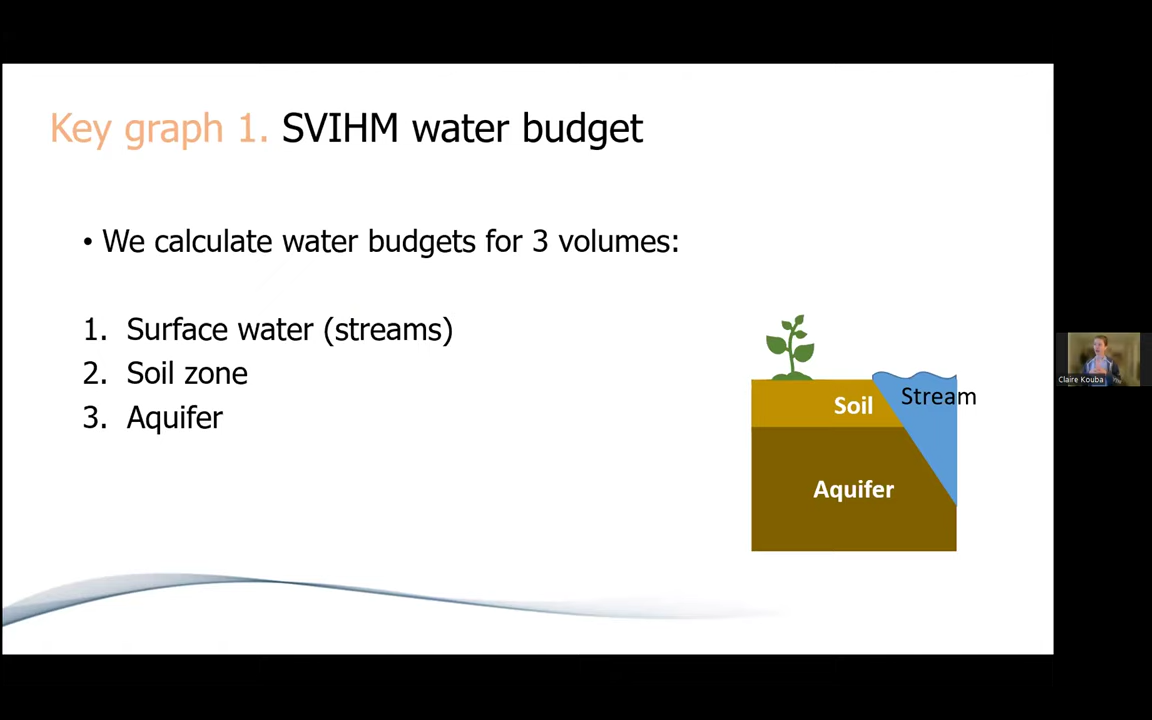 Key graph 1. SVIHM water budget
• We calculate water budgets for 3 volumes:
1. Surface water (streams)
2. Soil zone
3. Aquifer
Soil
Stream
Aquifer
Claire Kouba